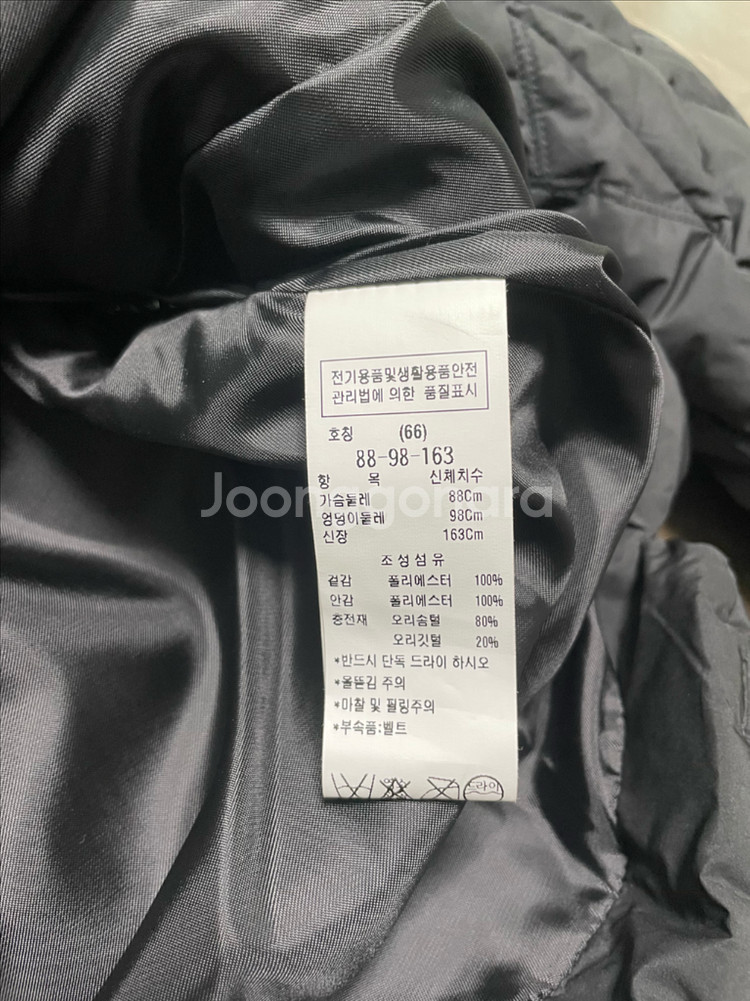 전기용품및생활용품안전
관리법에 의한 품질표시
호칭 (66)
88-98-163
항 목 신체치수
가슴둘레 88Cm
엉덩이둘레 98Cm
신장 163Cm
Joongonara
조성섬유
겉감 폴리에스터 100%
안감 폴리에스터 100%
충전재 오리솜털 80%
오리깃털 20%
*반드시 단독 드라이 하시오
*올뜯김 주의
*마찰 및 필링주의
*부속품:벨트
드라이